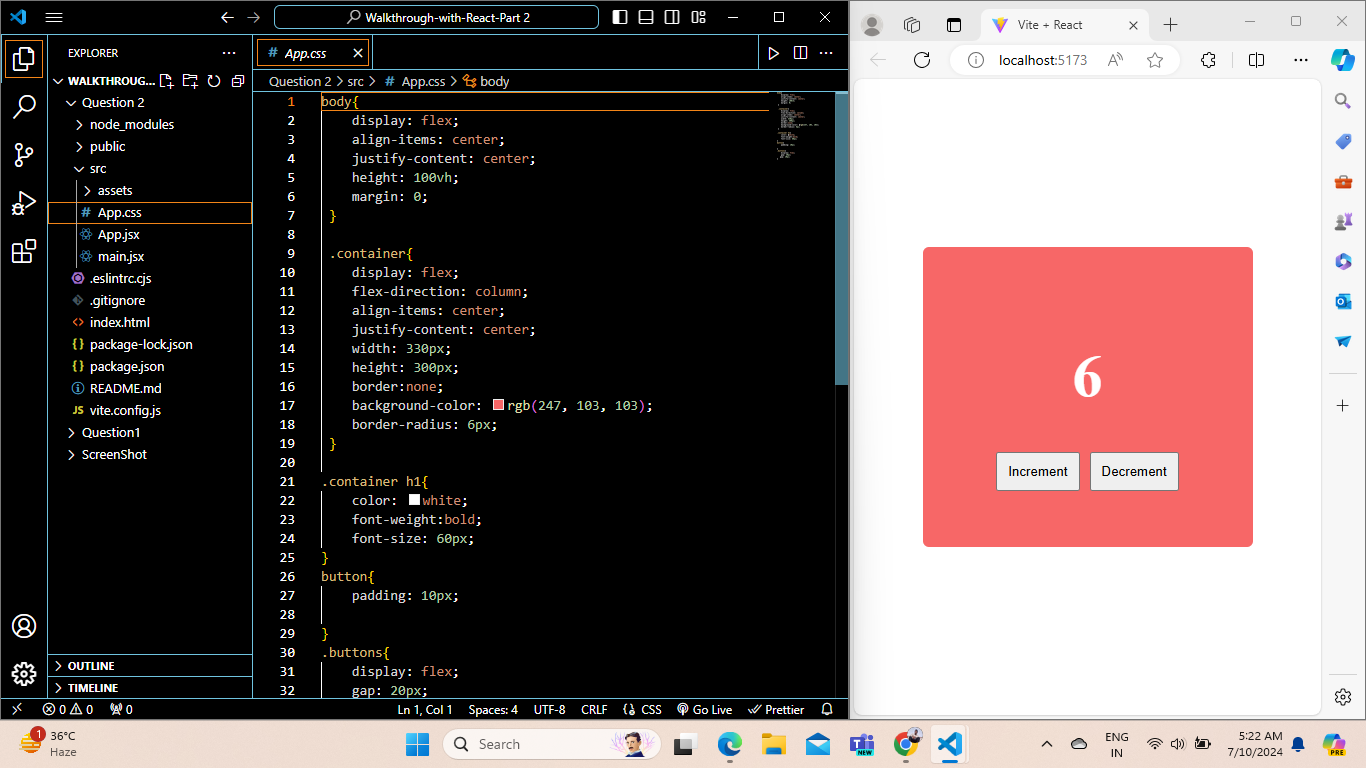 Walkthrough-with-React-Part 2
EXPLORER
WALKTHROUG...
Question 2
node_modules
public
src
assets
# App.css
App.jsx
main.jsx
.eslintrc.cjs
.gitignore
<> index.html
{} package-lock.json
{} package.json
README.md
JS vite.config.js
Question1
ScreenShot
OUTLINE
TIMELINE
# App.css
Question 2 > src > # App.css > body
1 body{
2 display: flex;
3 align-items: center;
4 justify-content: center;
5 height: 100vh;
6 margin: 0;
7 }
8
9 .container{
10 display: flex;
11 flex-direction: column;
12 align-items: center;
13 justify-content: center;
14 width: 330px;
15 height: 300px;
16 border:none;
17 background-color: rgb(247, 103, 103);
18 border-radius: 6px;
19 }
20
21 .container h1{
22 color: white;
23 font-weight:bold;
24 font-size: 60px;
25 }
26 button{
27 padding: 10px;
28
29 }
30 .buttons{
31 display: flex;
32 gap: 20px;
0 0 0 Ln 1, Col 1 Spaces: 4 UTF-8 CRLF {} CSS Go Live Prettier
Vite + React
localhost:5173
6
Increment Decrement
1 36°C
Haze
Search
NEW
ENG
IN
5:22 AM
7/10/2024
PRE